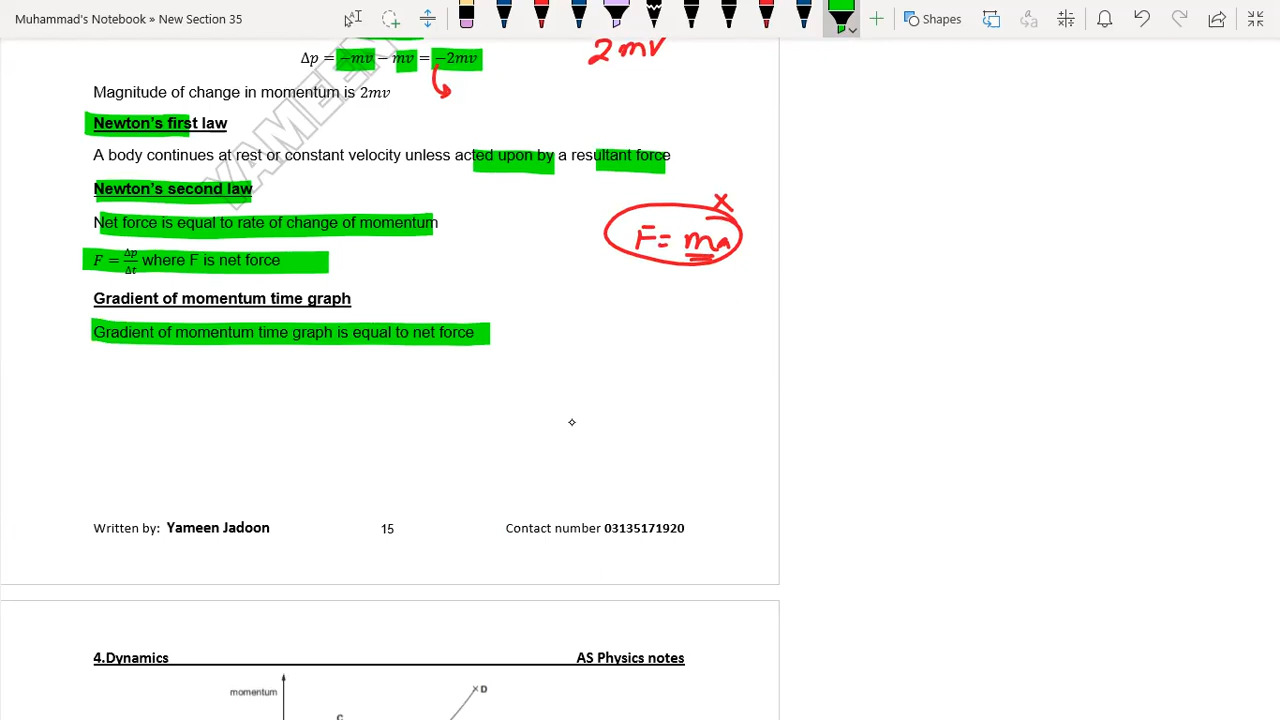 Muhammad's Notebook » New Section 35
Shapes
Δp = −mv − mv = −2mv
2mv
Magnitude of change in momentum is 2mv
Newton's first law
A body continues at rest or constant velocity unless acted upon by a resultant force
Newton's second law
Net force is equal to rate of change of momentum
F = ma
x
F = Δp/Δt where F is net force
Gradient of momentum time graph
Gradient of momentum time graph is equal to net force
YAMEEN
Written by: Yameen Jadoon 15 Contact number 03135171920
4.Dynamics AS Physics notes
momentum
D
C